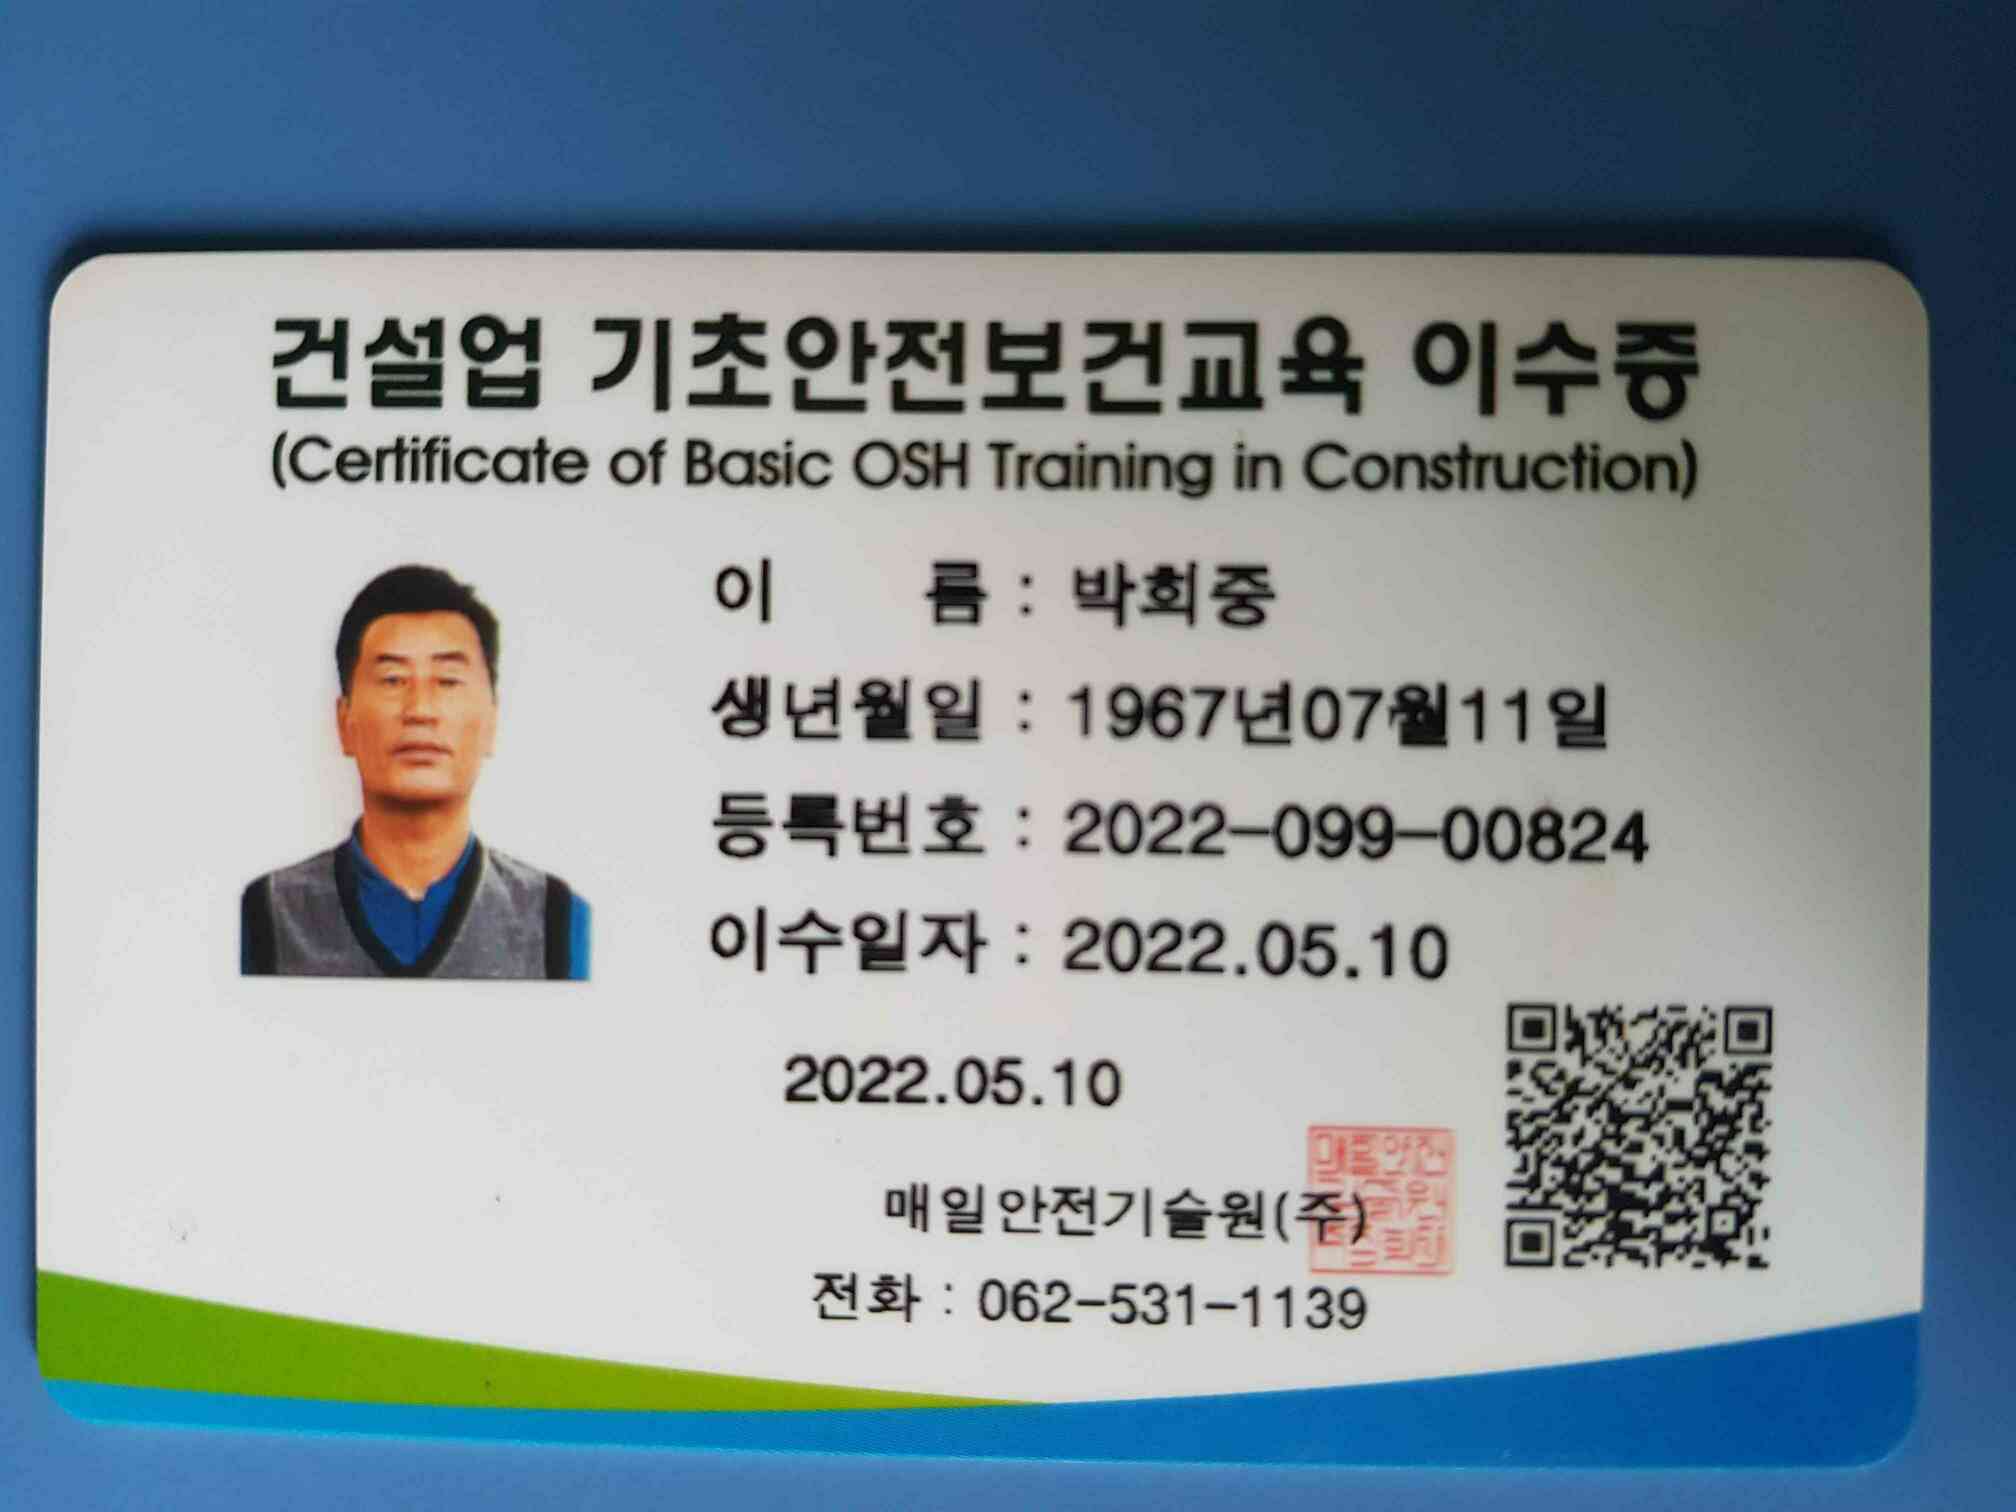 건설업 기초안전보건교육 이수증
(Certificate of Basic OSH Training in Construction)
이 름 : 박희중
생년월일 : 1967년07월11일
등록번호 : 2022-099-00824
이수일자 : 2022.05.10
2022.05.10
매일안전기술원(주)
전화 : 062-531-1139